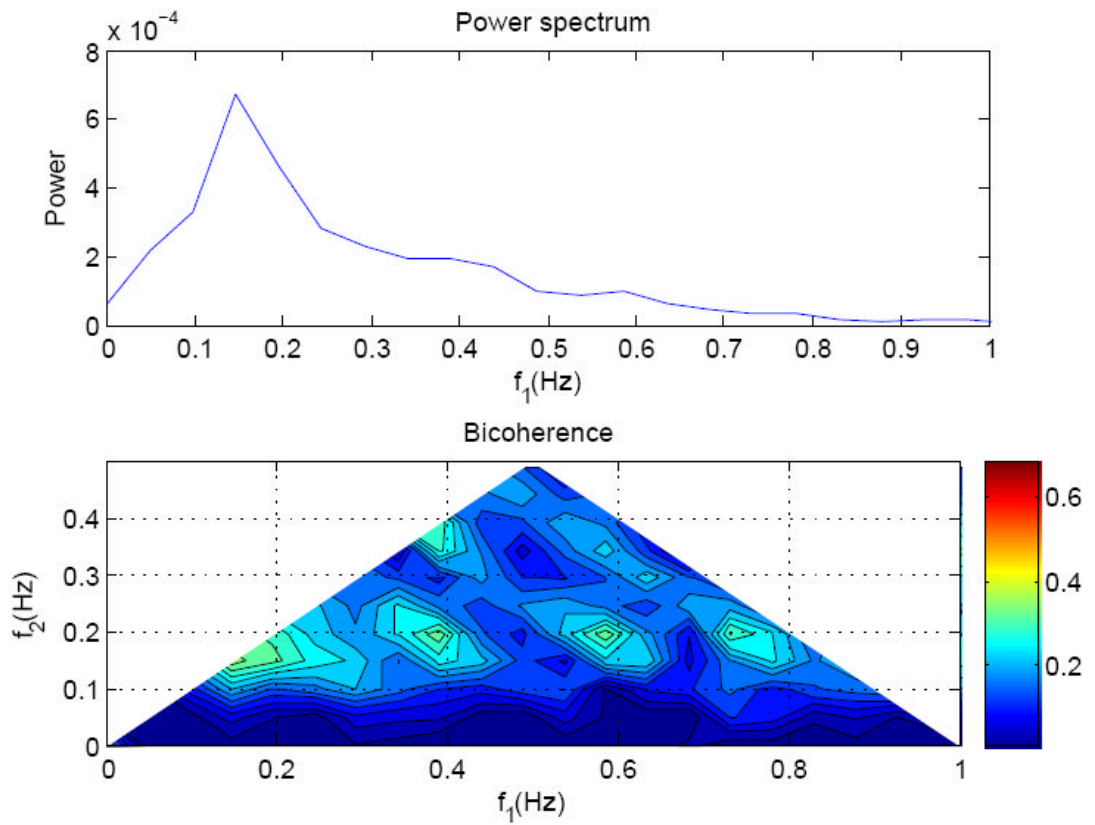 Power spectrum
x 10⁻⁴
8
6
4
2
0
Power
0 0.1 0.2 0.3 0.4 0.5 0.6 0.7 0.8 0.9 1
f₁(Hz)
Bicoherence
0.4
0.3
0.2
0.1
0
f₂(Hz)
0 0.2 0.4 0.6 0.8 1
f₁(Hz)
0.6
0.4
0.2